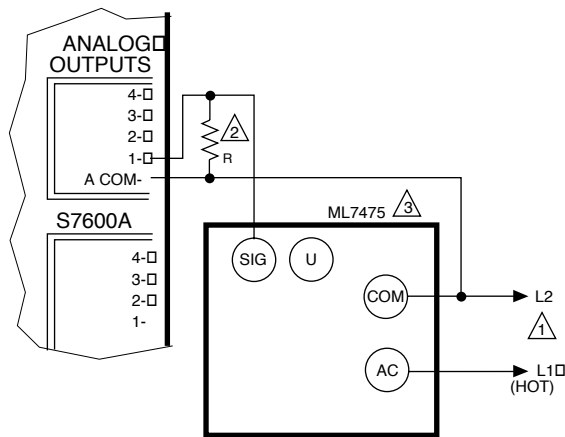 ANALOG□
OUTPUTS
4-□
3-□
2-□
1-□
A COM-
2
R
S7600A
4-□
3-□
2-□
1-
ML7475
3
SIG
U
COM
L2
1
AC
L1□
(HOT)